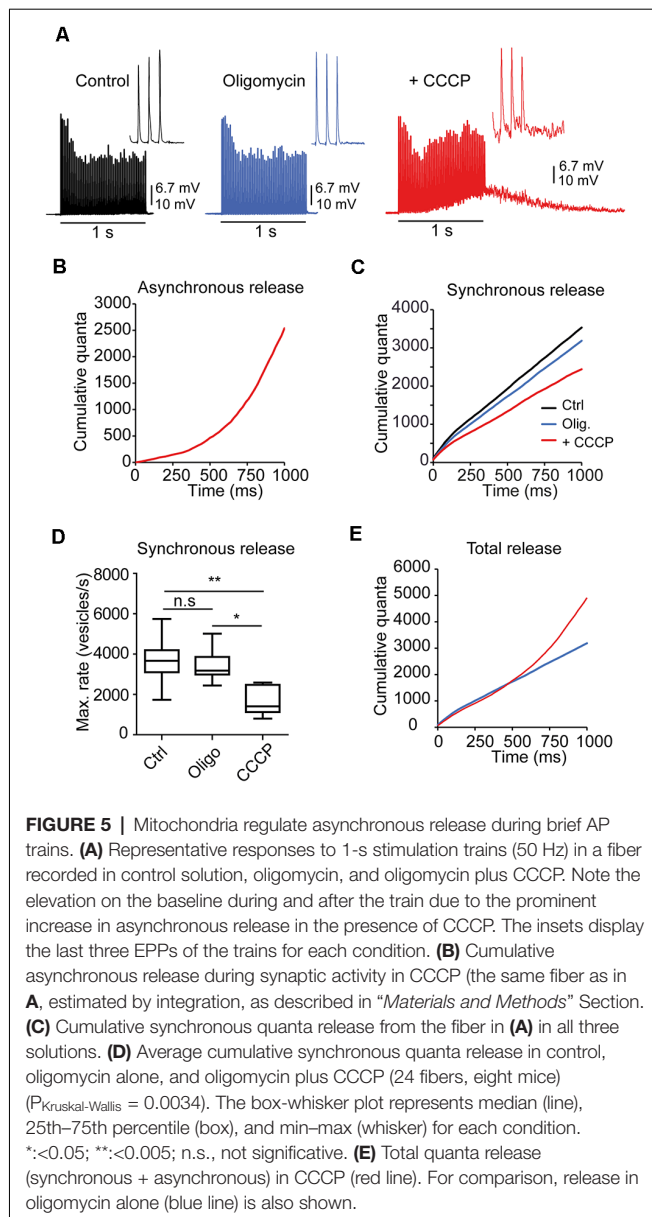 A
Control
Oligomycin
+ CCCP
6.7 mV
10 mV
6.7 mV
10 mV
6.7 mV
10 mV
1 s
1 s
1 s
B
Asynchronous release
Cumulative quanta
3000
2500
2000
1500
1000
500
0
0 250 500 750 1000
Time (ms)
C
Synchronous release
Cumulative quanta
4000
3000
2000
1000
0
Ctrl
Olig.
+ CCCP
0 250 500 750 1000
Time (ms)
D
Synchronous release
Max. rate (vesicles/s)
8000
6000
4000
2000
0
**
n.s
*
Ctrl
Oligo
CCCP
E
Total release
Cumulative quanta
6000
5000
4000
3000
2000
1000
0
0 250 500 750 1000
Time (ms)
FIGURE 5 | Mitochondria regulate asynchronous release during brief AP
trains. (A) Representative responses to 1-s stimulation trains (50 Hz) in a fiber
recorded in control solution, oligomycin, and oligomycin plus CCCP. Note the
elevation on the baseline during and after the train due to the prominent
increase in asynchronous release in the presence of CCCP. The insets display
the last three EPPs of the trains for each condition. (B) Cumulative
asynchronous release during synaptic activity in CCCP (the same fiber as in
A, estimated by integration, as described in “Materials and Methods” Section.
(C) Cumulative synchronous quanta release from the fiber in (A) in all three
solutions. (D) Average cumulative synchronous quanta release in control,
oligomycin alone, and oligomycin plus CCCP (24 fibers, eight mice)
(PKruskal-Wallis = 0.0034). The box-whisker plot represents median (line),
25th–75th percentile (box), and min–max (whisker) for each condition.
*:<0.05; **:<0.005; n.s., not significative. (E) Total quanta release
(synchronous + asynchronous) in CCCP (red line). For comparison, release in
oligomycin alone (blue line) is also shown.